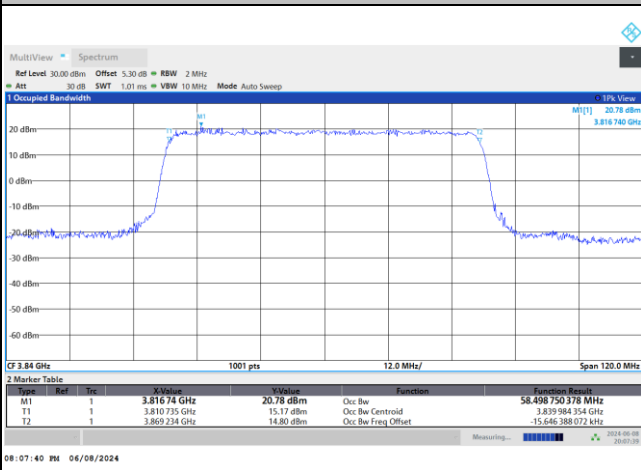 MultiView Spectrum
Ref Level 30.00 dBm Offset 5.30 dB RBW 2 MHz
Att 30 dB SWT 1.01 ms VBW 10 MHz Mode Auto Sweep
1 Occupied Bandwidth 1Pk View
M1[1] 20.78 dBm
3.816 740 GHz
M1
T1 T2
20 dBm
10 dBm
0 dBm
-10 dBm
-20 dBm
-30 dBm
-40 dBm
-50 dBm
-60 dBm
CF 3.84 GHz 1001 pts 12.0 MHz/ Span 120.0 MHz
2 Marker Table
Type Ref Trc X-Value Y-Value Function Function Result
M1 1 3.816 74 GHz 20.78 dBm Occ Bw 58.498 750 378 MHz
T1 1 3.810 735 GHz 15.17 dBm Occ Bw Centroid 3.839 984 354 GHz
T2 1 3.869 234 GHz 14.80 dBm Occ Bw Freq Offset -15.646 388 072 kHz
Measuring... 2024-06-08
20:07:39
08:07:40 PM 06/08/2024